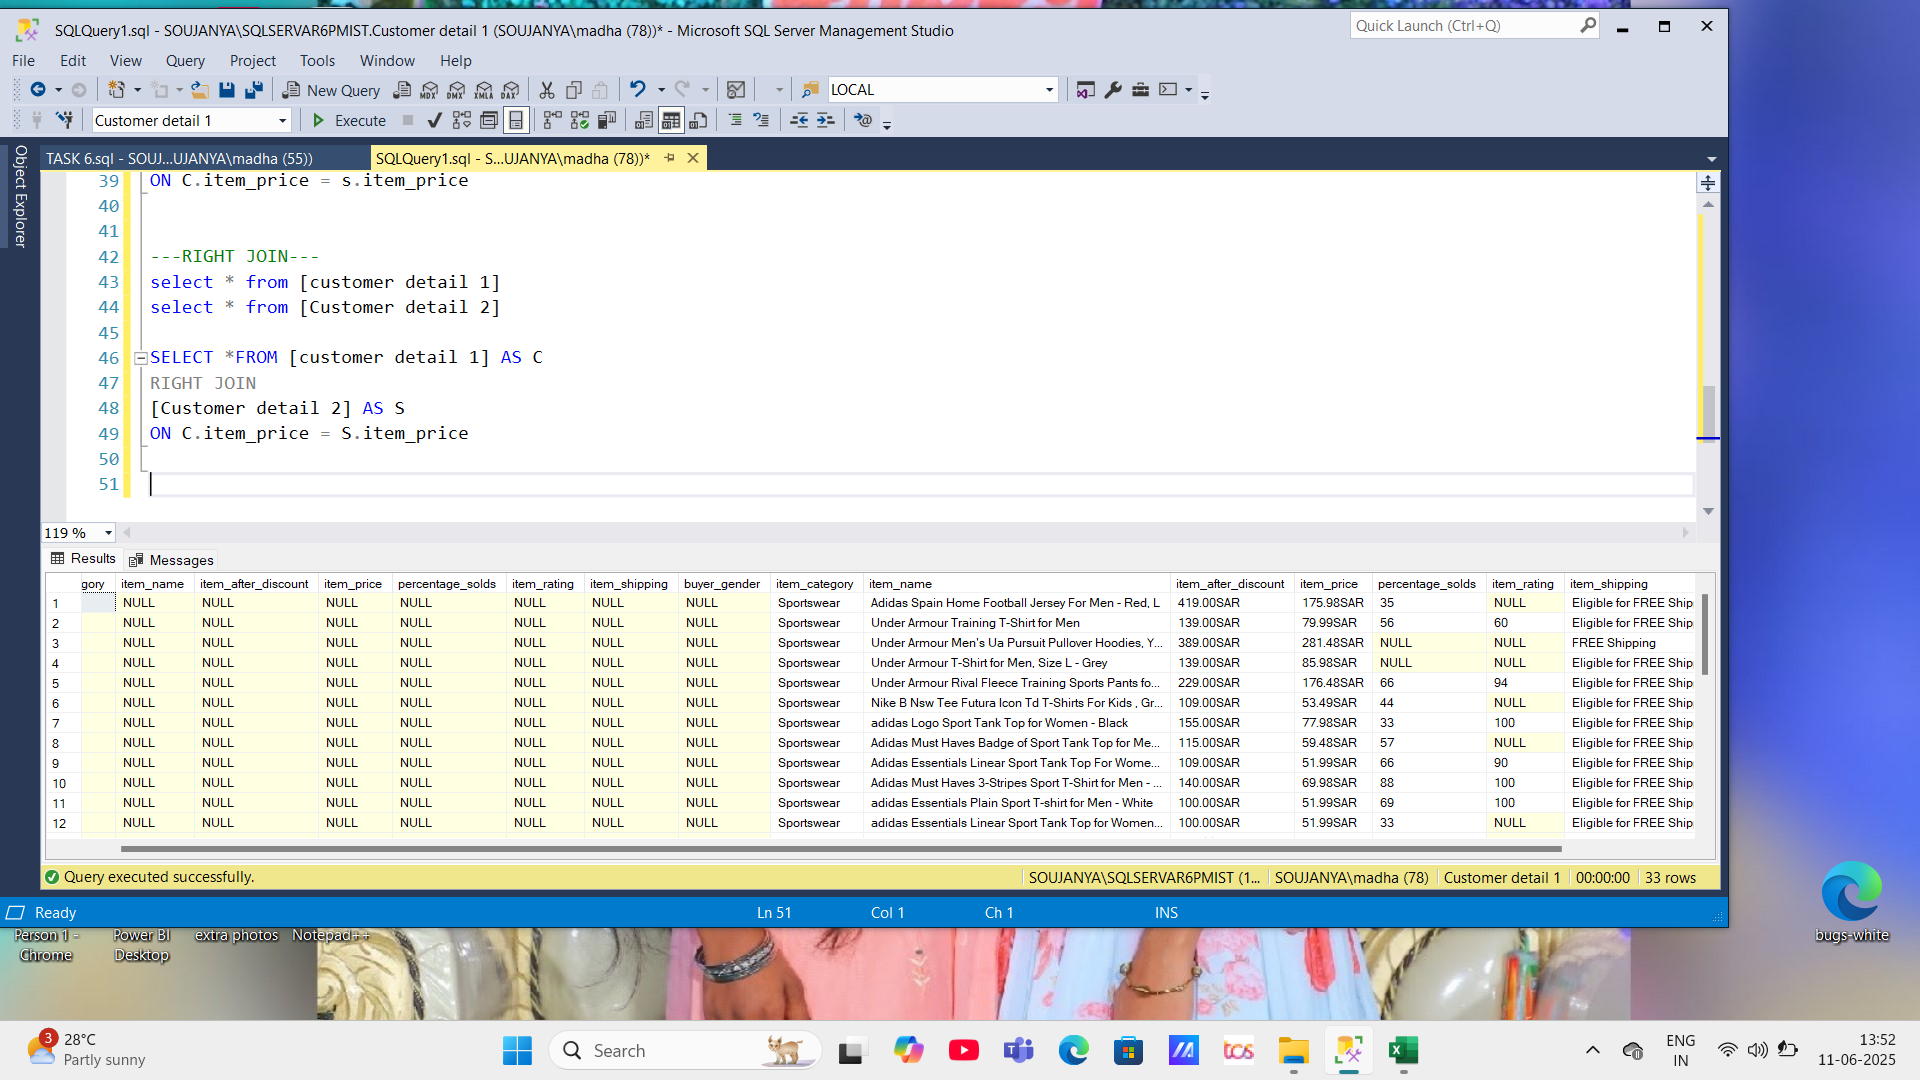 SQLQuery1.sql - SOUJANYA\SQLSERVAR6PMIST.Customer detail 1 (SOUJANYA\madha (78))* - Microsoft SQL Server Management Studio
Quick Launch (Ctrl+Q)
File Edit View Query Project Tools Window Help
New Query MDX DMX XMLA DAX LOCAL
Customer detail 1 Execute
Object Explorer
TASK 6.sql - SOUJ...UJANYA\madha (55)) SQLQuery1.sql - S...UJANYA\madha (78))*
39 ON C.item_price = s.item_price
40
41
42 ---RIGHT JOIN---
43 select * from [customer detail 1]
44 select * from [Customer detail 2]
45
46 SELECT *FROM [customer detail 1] AS C
47 RIGHT JOIN
48 [Customer detail 2] AS S
49 ON C.item_price = S.item_price
50
51
119 %
Results Messages
gory item_name item_after_discount item_price percentage_solds item_rating item_shipping buyer_gender item_category item_name item_after_discount item_price percentage_solds item_rating item_shipping
1 NULL NULL NULL NULL NULL NULL NULL Sportswear Adidas Spain Home Football Jersey For Men - Red, L 419.00SAR 175.98SAR 35 NULL Eligible for FREE Ship
2 NULL NULL NULL NULL NULL NULL NULL Sportswear Under Armour Training T-Shirt for Men 139.00SAR 79.99SAR 56 60 Eligible for FREE Ship
3 NULL NULL NULL NULL NULL NULL NULL Sportswear Under Armour Men's Ua Pursuit Pullover Hoodies, Y... 389.00SAR 281.48SAR NULL NULL FREE Shipping
4 NULL NULL NULL NULL NULL NULL NULL Sportswear Under Armour T-Shirt for Men, Size L - Grey 139.00SAR 85.98SAR NULL NULL Eligible for FREE Ship
5 NULL NULL NULL NULL NULL NULL NULL Sportswear Under Armour Rival Fleece Training Sports Pants fo... 229.00SAR 176.48SAR 66 94 Eligible for FREE Ship
6 NULL NULL NULL NULL NULL NULL NULL Sportswear Nike B Nsw Tee Futura Icon Td T-Shirts For Kids , Gr... 109.00SAR 53.49SAR 44 NULL Eligible for FREE Ship
7 NULL NULL NULL NULL NULL NULL NULL Sportswear adidas Logo Sport Tank Top for Women - Black 155.00SAR 77.98SAR 33 100 Eligible for FREE Ship
8 NULL NULL NULL NULL NULL NULL NULL Sportswear Adidas Must Haves Badge of Sport Tank Top for Me... 115.00SAR 59.48SAR 57 NULL Eligible for FREE Ship
9 NULL NULL NULL NULL NULL NULL NULL Sportswear Adidas Essentials Linear Sport Tank Top For Wome... 109.00SAR 51.99SAR 66 90 Eligible for FREE Ship
10 NULL NULL NULL NULL NULL NULL NULL Sportswear Adidas Must Haves 3-Stripes Sport T-Shirt for Men - ... 140.00SAR 69.98SAR 88 100 Eligible for FREE Ship
11 NULL NULL NULL NULL NULL NULL NULL Sportswear adidas Essentials Plain Sport T-shirt for Men - White 100.00SAR 51.99SAR 69 100 Eligible for FREE Ship
12 NULL NULL NULL NULL NULL NULL NULL Sportswear adidas Essentials Linear Sport Tank Top for Women... 100.00SAR 51.99SAR 33 NULL Eligible for FREE Ship
Query executed successfully. SOUJANYA\SQLSERVAR6PMIST (1... SOUJANYA\madha (78) Customer detail 1 00:00:00 33 rows
Ready Ln 51 Col 1 Ch 1 INS
Person 1 - Chrome
Power BI Desktop
extra photos
Notepad++
bugs-white
3 28°C
Partly sunny
Search
tcs
ENG
IN
13:52
11-06-2025